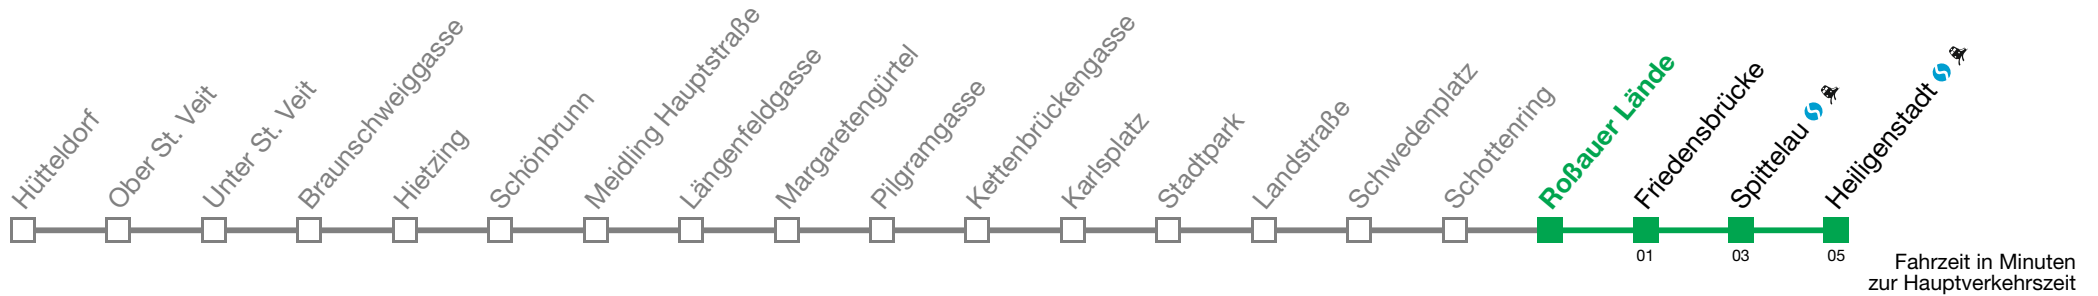 Hütteldorf
Ober St. Veit
Unter St. Veit
Braunschweiggasse
Hietzing
Schönbrunn
Meidling Hauptstraße
Längenfeldgasse
Margaretengürtel
Pilgramgasse
Kettenbrückengasse
Karlsplatz
Stadtpark
Landstraße
Schwedenplatz
Schottenring
Roßauer Lände
Friedensbrücke
Spittelau
Heiligenstadt
01
03
05
Fahrzeit in Minuten
zur Hauptverkehrszeit